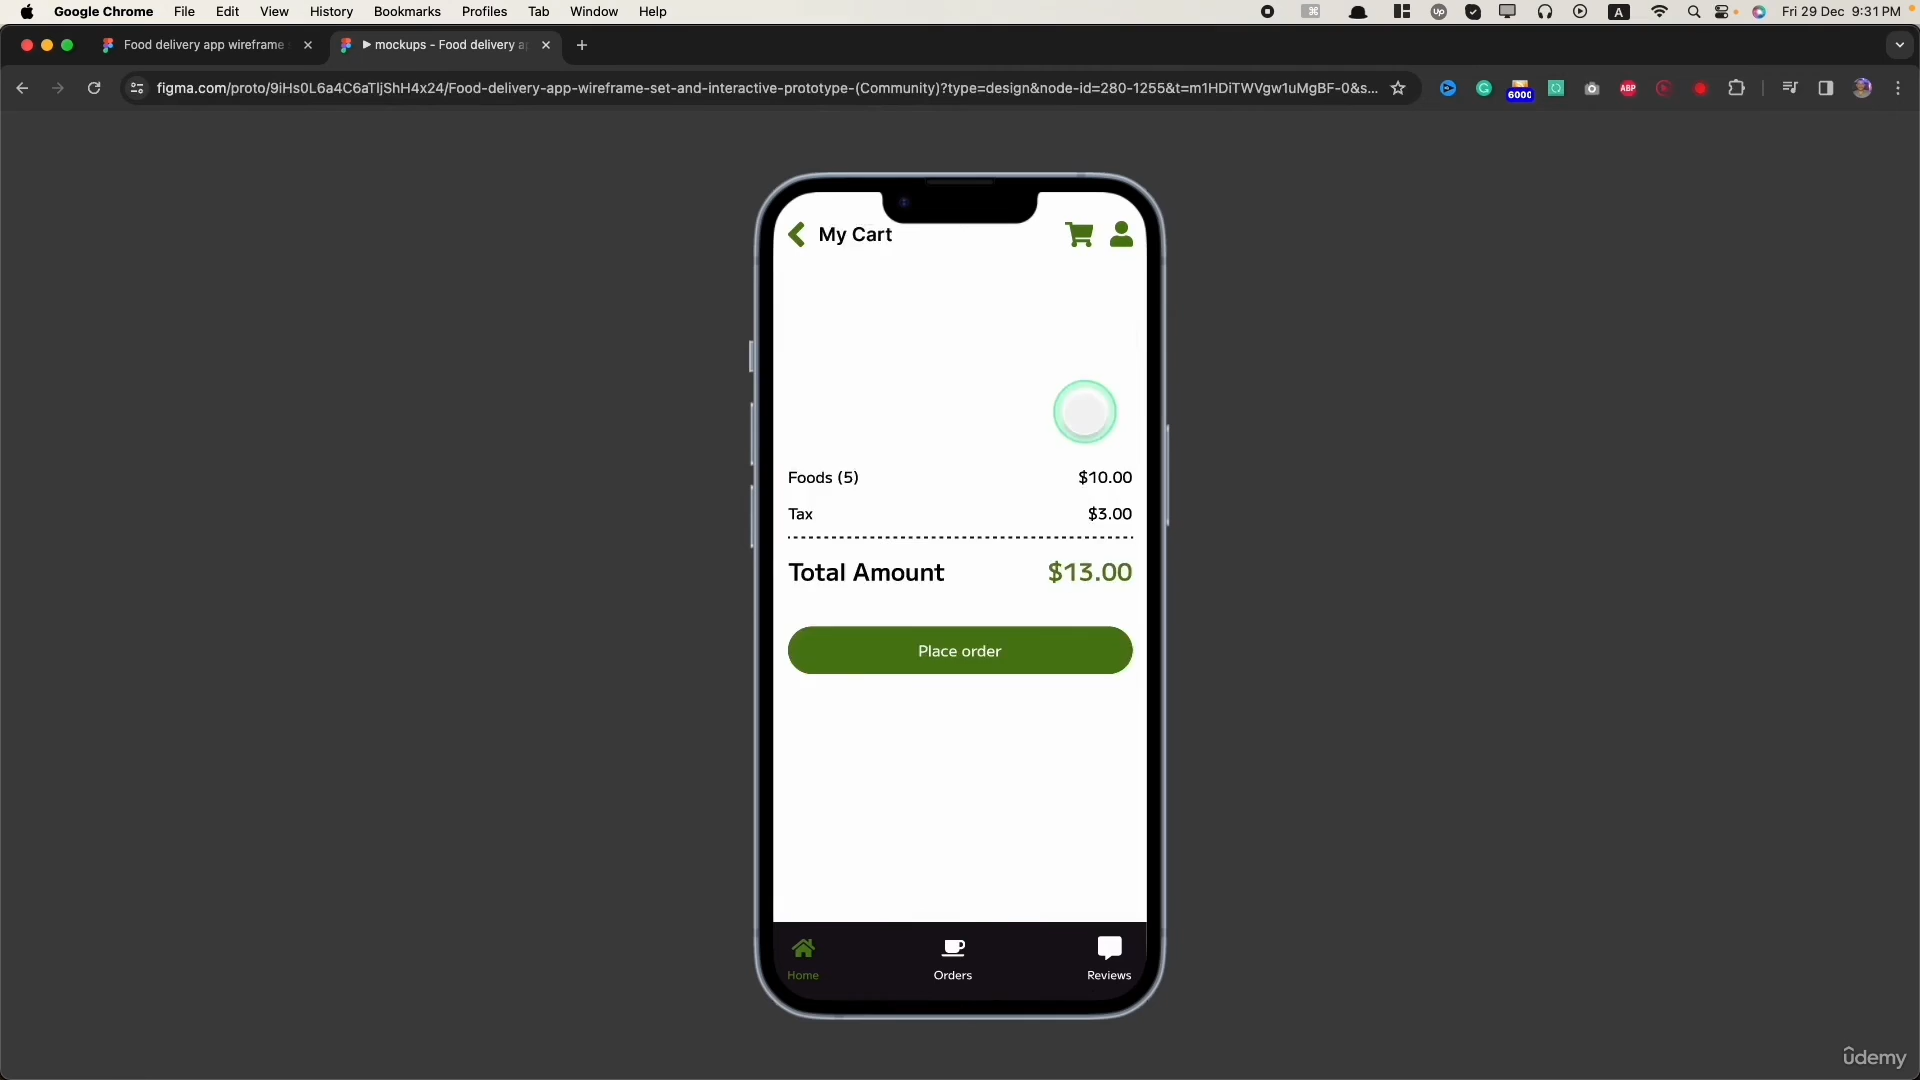 Google Chrome File Edit View History Bookmarks Profiles Tab Window Help
A
Fri 29 Dec 9:31 PM
Food delivery app wireframe
mockups - Food delivery a
figma.com/proto/9iHs0L6a4C6aTljShH4x24/Food-delivery-app-wireframe-set-and-interactive-prototype-(Community)?type=design&node-id=280-1255&t=m1HDiTWVgw1uMgBF-0&s...
6000
ABP
My Cart
Foods (5) $10.00
Tax $3.00
Total Amount $13.00
Place order
Home Orders Reviews
ûdemy